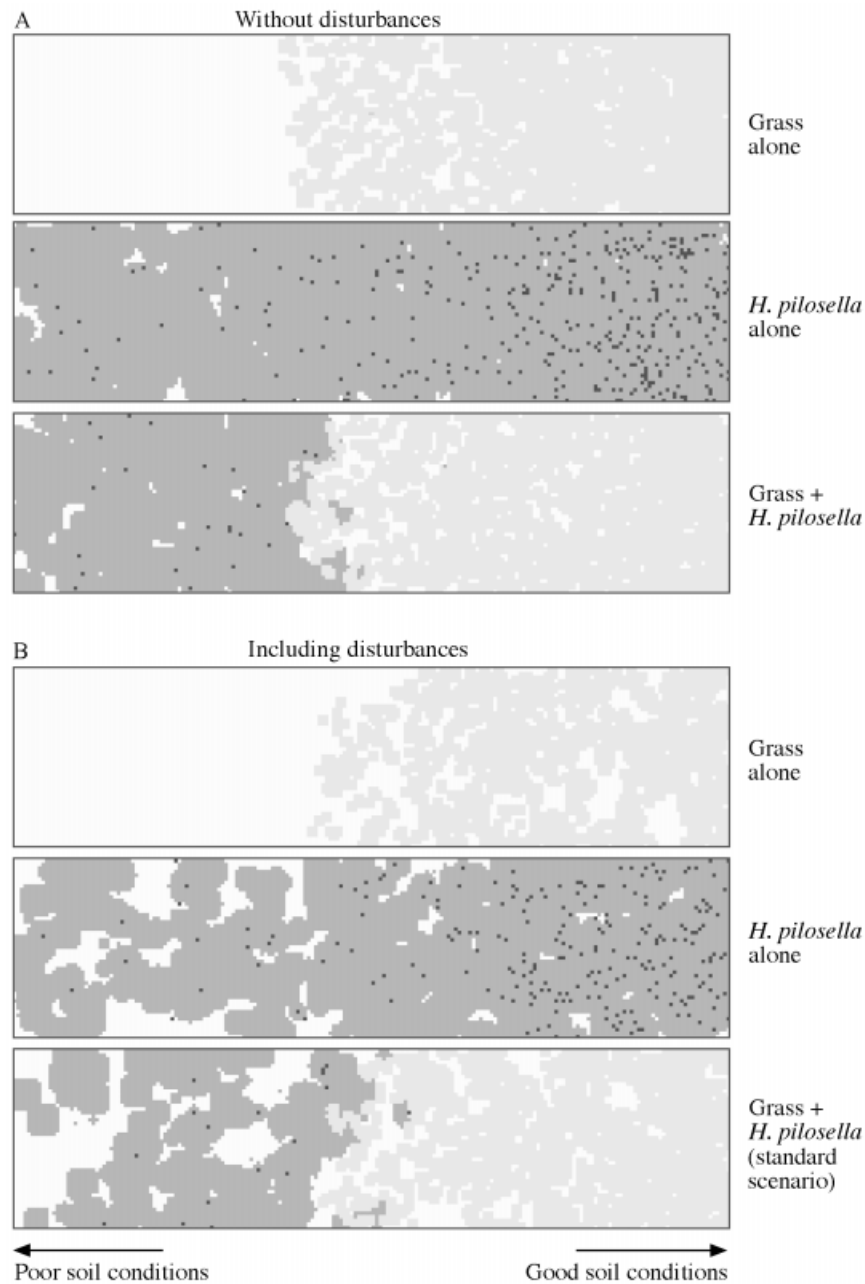 A
Without disturbances
Grass
alone
H. pilosella
alone
Grass +
H. pilosella
B
Including disturbances
Grass
alone
H. pilosella
alone
Grass +
H. pilosella
(standard
scenario)
Poor soil conditions
Good soil conditions